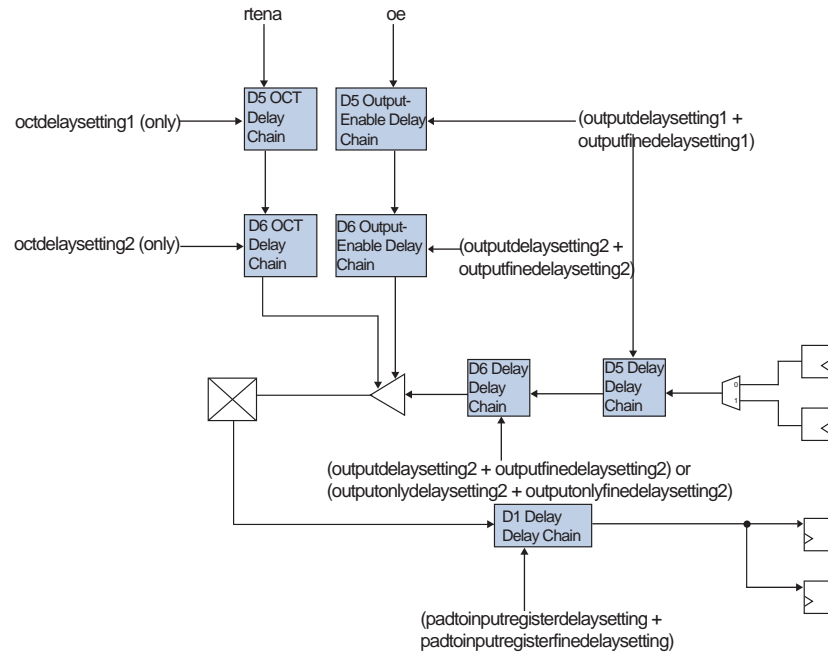 rtena
oe
D5 OCT
Delay
Chain
D5 Output-
Enable Delay
Chain
octdelaysetting1 (only)
(outputdelaysetting1 +
outputfinedelaysetting1)
D6 OCT
Delay
Chain
D6 Output-
Enable Delay
Chain
octdelaysetting2 (only)
(outputdelaysetting2 +
outputfinedelaysetting2)
D6 Delay
Delay
Chain
D5 Delay
Delay
Chain
0
1
(outputdelaysetting2 + outputfinedelaysetting2) or
(outputonlydelaysetting2 + outputonlyfinedelaysetting2)
D1 Delay
Delay Chain
(padtoinputregisterdelaysetting +
padtoinputregisterfinedelaysetting)